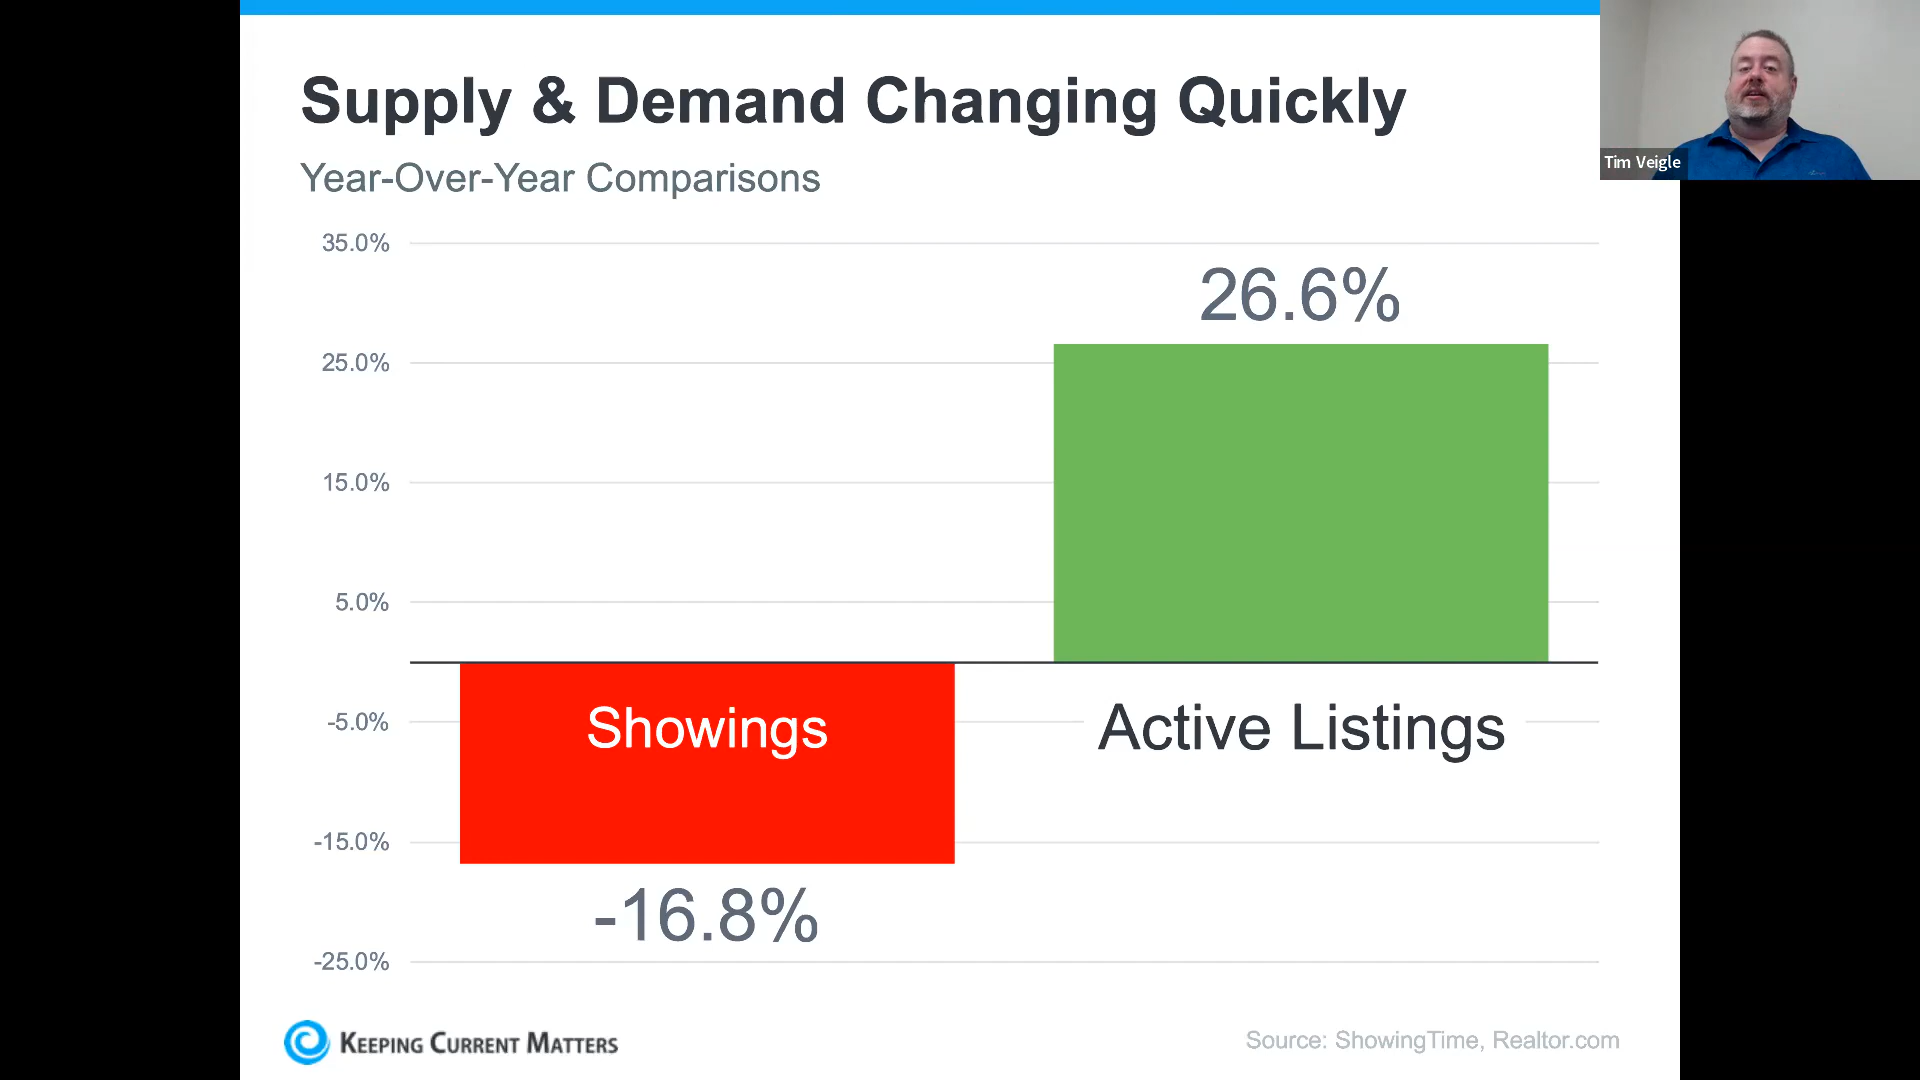 Supply & Demand Changing Quickly
Tim Veigle
Year-Over-Year Comparisons
35.0%
26.6%
25.0%
15.0%
5.0%
Showings
Active Listings
-5.0%
-15.0%
-16.8%
-25.0%
KEEPING CURRENT MATTERS
Source: ShowingTime, Realtor.com